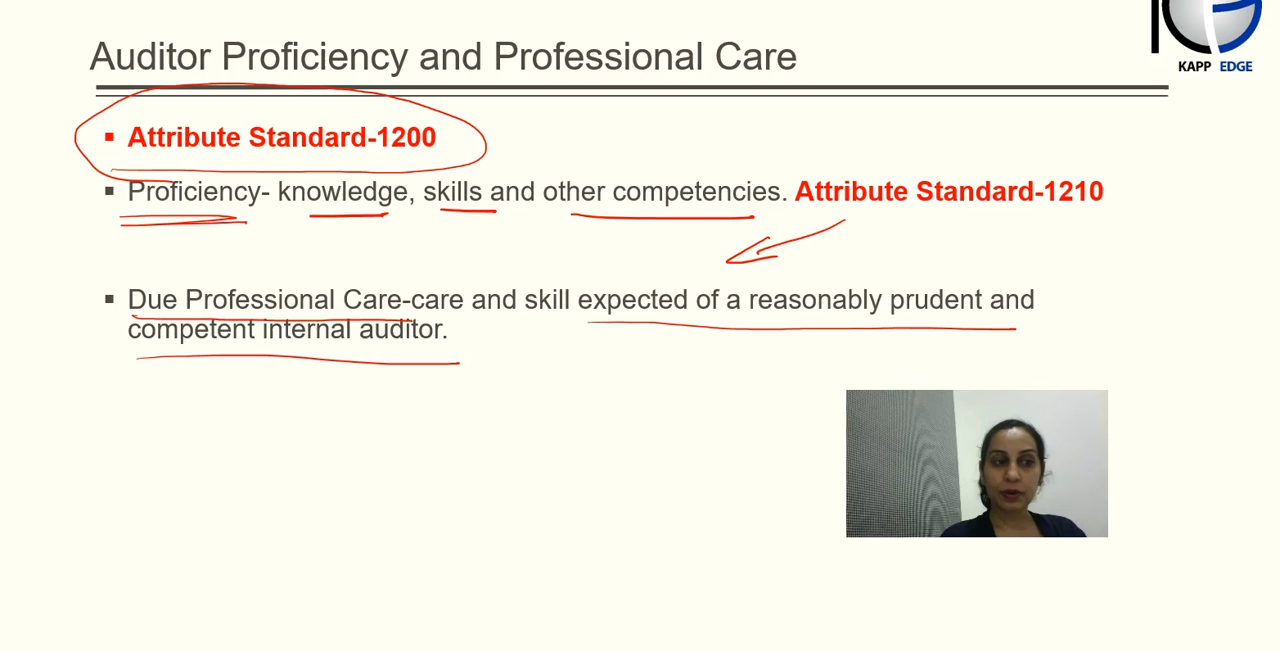 Auditor Proficiency and Professional Care
KAPP EDGE
▪ Attribute Standard-1200
▪ Proficiency- knowledge, skills and other competencies. Attribute Standard-1210
▪ Due Professional Care-care and skill expected of a reasonably prudent and
competent internal auditor.